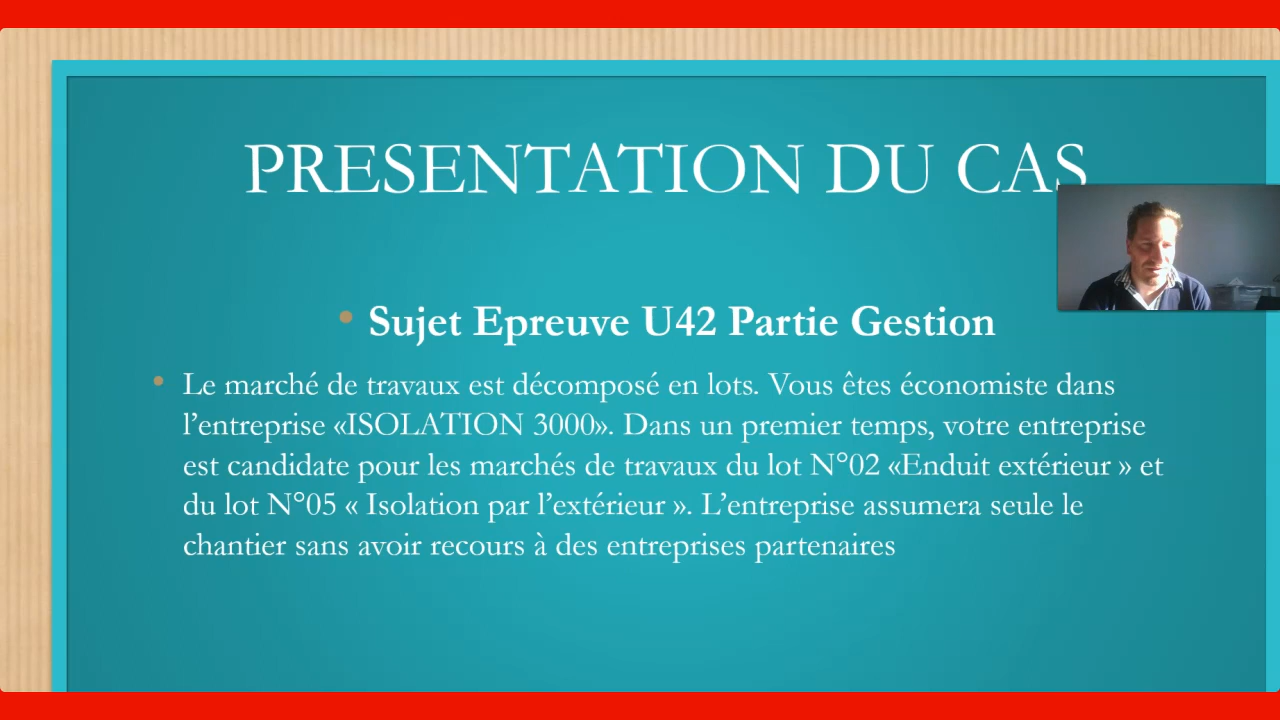 PRESENTATION DU CAS
• Sujet Epreuve U42 Partie Gestion
• Le marché de travaux est décomposé en lots. Vous êtes économiste dans
l’entreprise «ISOLATION 3000». Dans un premier temps, votre entreprise
est candidate pour les marchés de travaux du lot N°02 «Enduit extérieur » et
du lot N°05 « Isolation par l’extérieur ». L’entreprise assumera seule le
chantier sans avoir recours à des entreprises partenaires